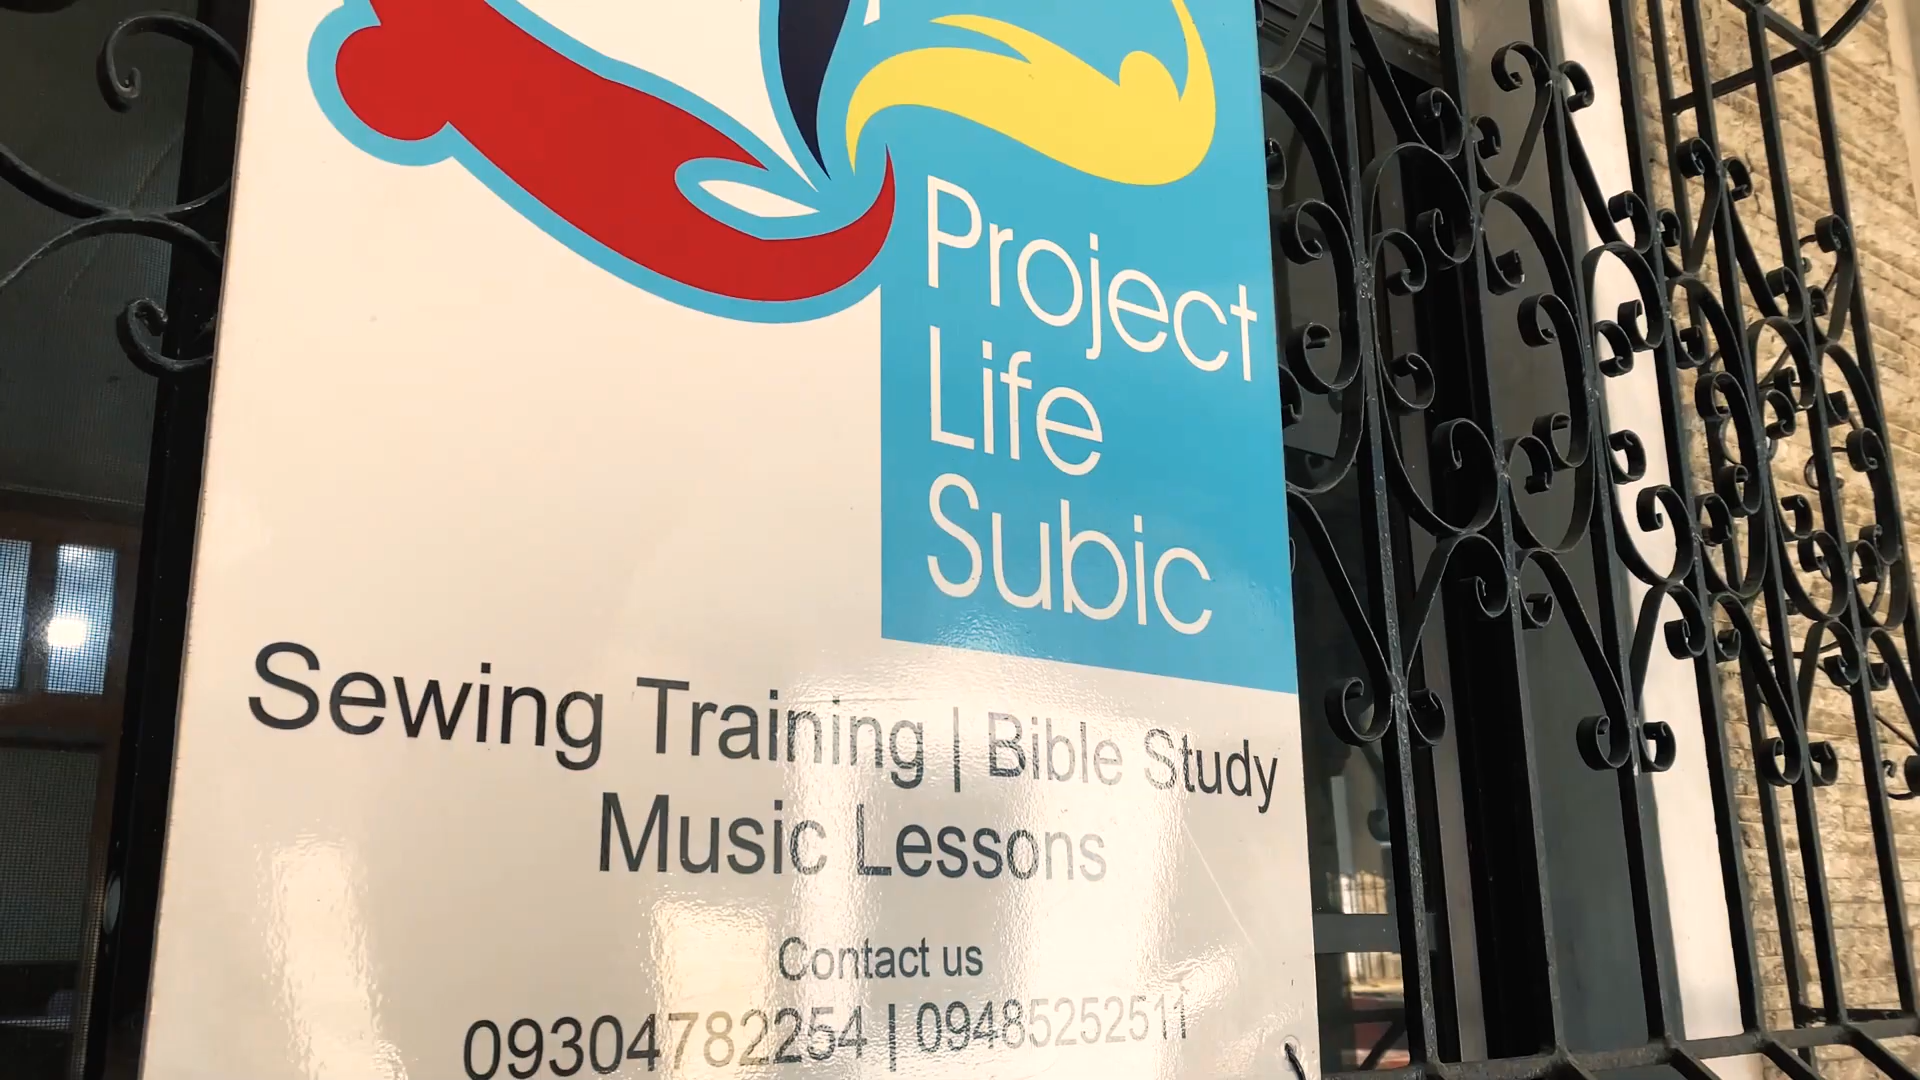 Project
Life
Subic
Sewing Training | Bible Study
Music Lessons
Contact us
09304782254 | 09485252511